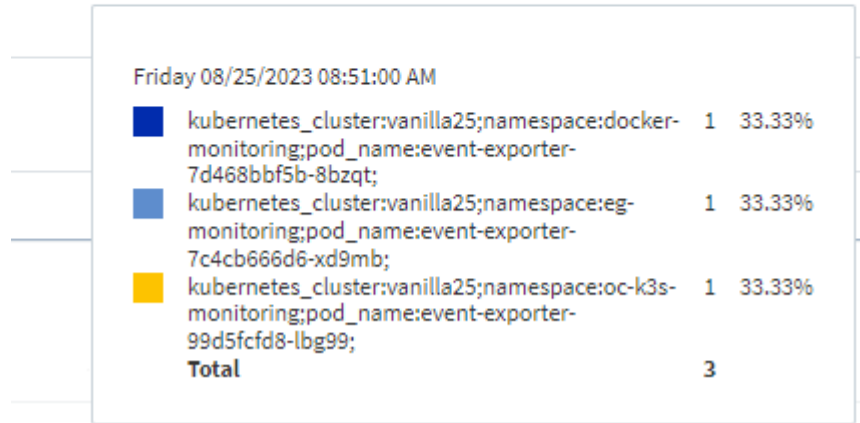 Friday 08/25/2023 08:51:00 AM
kubernetes_cluster:vanilla25;namespace:docker- 1 33.33%
monitoring;pod_name:event-exporter-
7d468bbf5b-8bzqt;
kubernetes_cluster:vanilla25;namespace:eg- 1 33.33%
monitoring;pod_name:event-exporter-
7c4cb666d6-xd9mb;
kubernetes_cluster:vanilla25;namespace:oc-k3s- 1 33.33%
monitoring;pod_name:event-exporter-
99d5fcfd8-lbg99;
Total 3